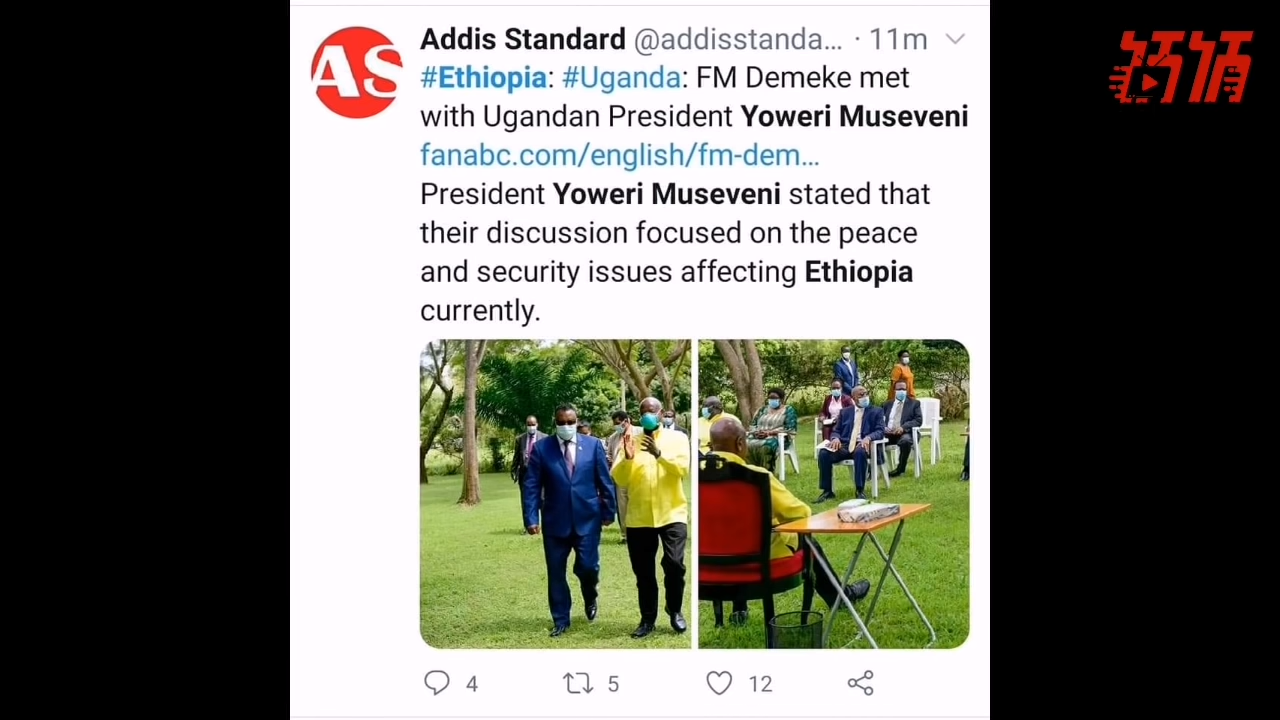 AS
Addis Standard @addisstanda... · 11m
#Ethiopia: #Uganda: FM Demeke met
with Ugandan President Yoweri Museveni
fanabc.com/english/fm-dem...
President Yoweri Museveni stated that
their discussion focused on the peace
and security issues affecting Ethiopia
currently.
4 5 12